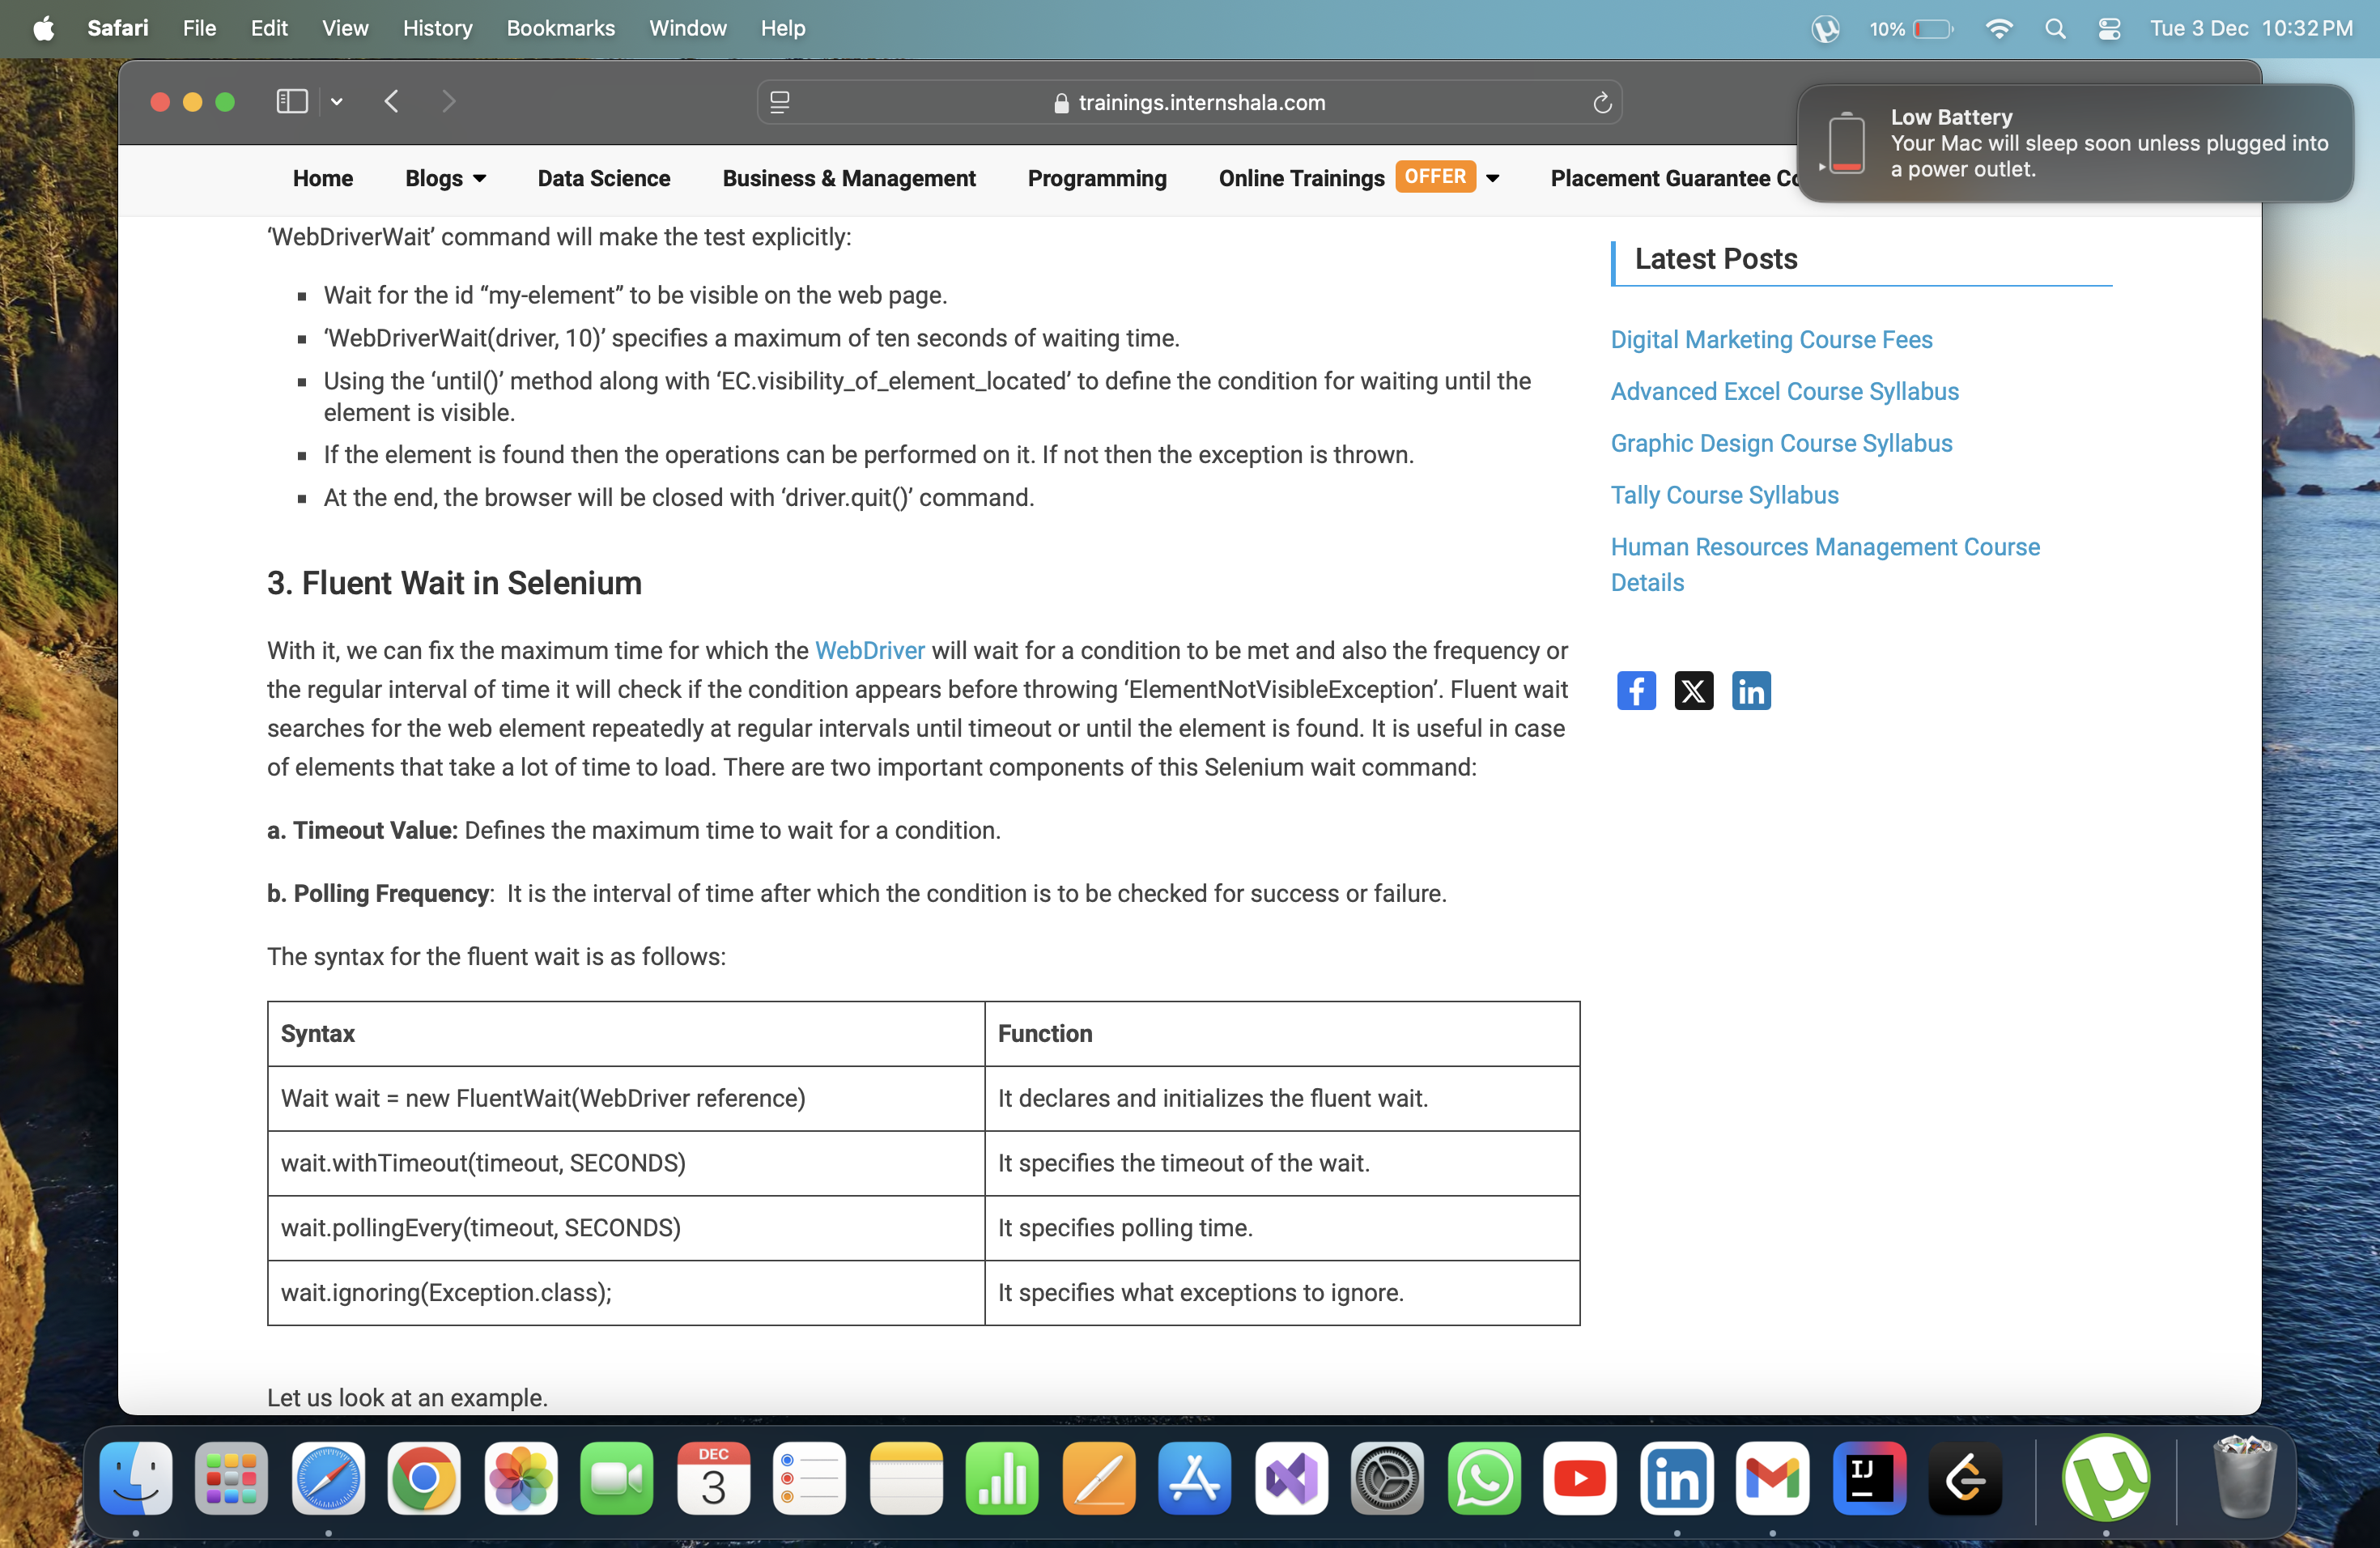 Safari File Edit View History Bookmarks Window Help 10% Tue 3 Dec 10:32 PM
trainings.internshala.com
Low Battery
Your Mac will sleep soon unless plugged into
a power outlet.
Home Blogs Data Science Business & Management Programming Online Trainings OFFER Placement Guarantee Co
‘WebDriverWait’ command will make the test explicitly:
▪ Wait for the id “my-element” to be visible on the web page.
▪ ‘WebDriverWait(driver, 10)’ specifies a maximum of ten seconds of waiting time.
▪ Using the ‘until()’ method along with ‘EC.visibility_of_element_located’ to define the condition for waiting until the
element is visible.
▪ If the element is found then the operations can be performed on it. If not then the exception is thrown.
▪ At the end, the browser will be closed with ‘driver.quit()’ command.
3. Fluent Wait in Selenium
With it, we can fix the maximum time for which the WebDriver will wait for a condition to be met and also the frequency or
the regular interval of time it will check if the condition appears before throwing ‘ElementNotVisibleException’. Fluent wait
searches for the web element repeatedly at regular intervals until timeout or until the element is found. It is useful in case
of elements that take a lot of time to load. There are two important components of this Selenium wait command:
a. Timeout Value: Defines the maximum time to wait for a condition.
b. Polling Frequency:  It is the interval of time after which the condition is to be checked for success or failure.
The syntax for the fluent wait is as follows:
Syntax Function
Wait wait = new FluentWait(WebDriver reference) It declares and initializes the fluent wait.
wait.withTimeout(timeout, SECONDS) It specifies the timeout of the wait.
wait.pollingEvery(timeout, SECONDS) It specifies polling time.
wait.ignoring(Exception.class); It specifies what exceptions to ignore.
Let us look at an example.
Latest Posts
Digital Marketing Course Fees
Advanced Excel Course Syllabus
Graphic Design Course Syllabus
Tally Course Syllabus
Human Resources Management Course
Details
f X in
DEC
3
in
IJ
µ